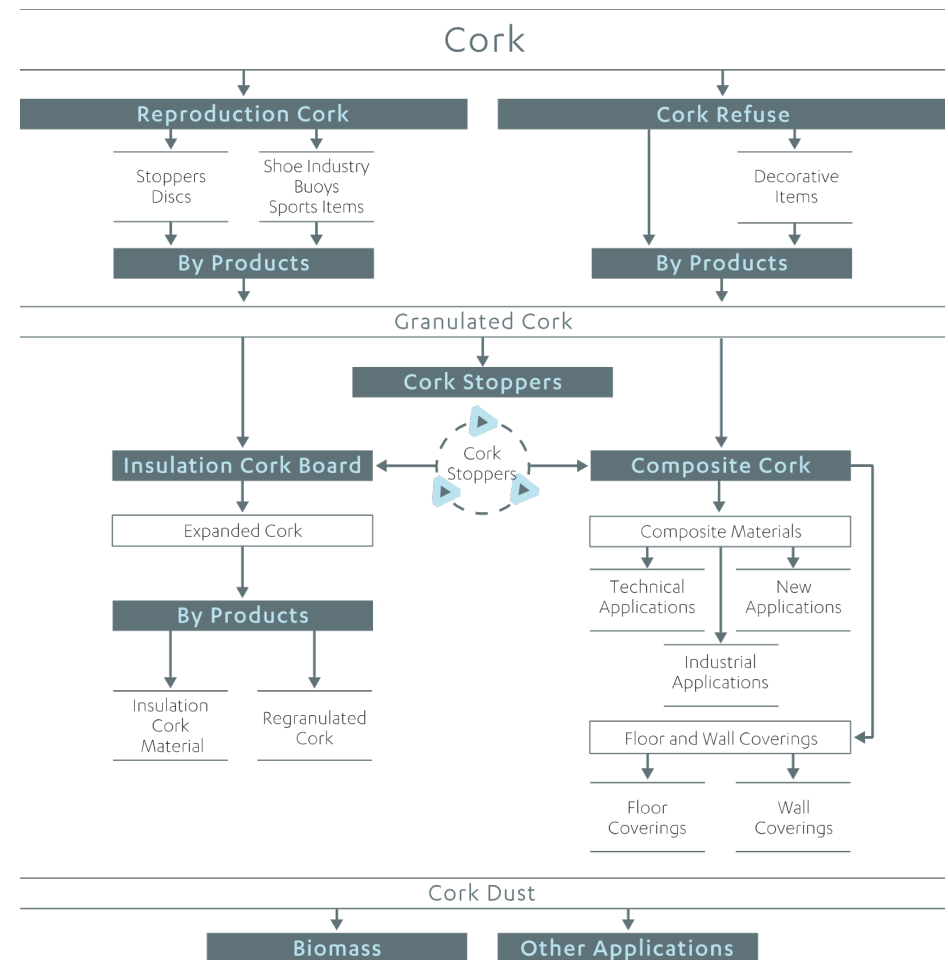 Cork
Reproduction Cork
Cork Refuse
Stoppers
Discs
Shoe Industry
Buoys
Sports Items
Decorative
Items
By Products
By Products
Granulated Cork
Cork Stoppers
Cork
Stoppers
Insulation Cork Board
Composite Cork
Expanded Cork
Composite Materials
Technical
Applications
New
Applications
By Products
Industrial
Applications
Insulation
Cork
Material
Regranulated
Cork
Floor and Wall Coverings
Floor
Coverings
Wall
Coverings
Cork Dust
Biomass
Other Applications